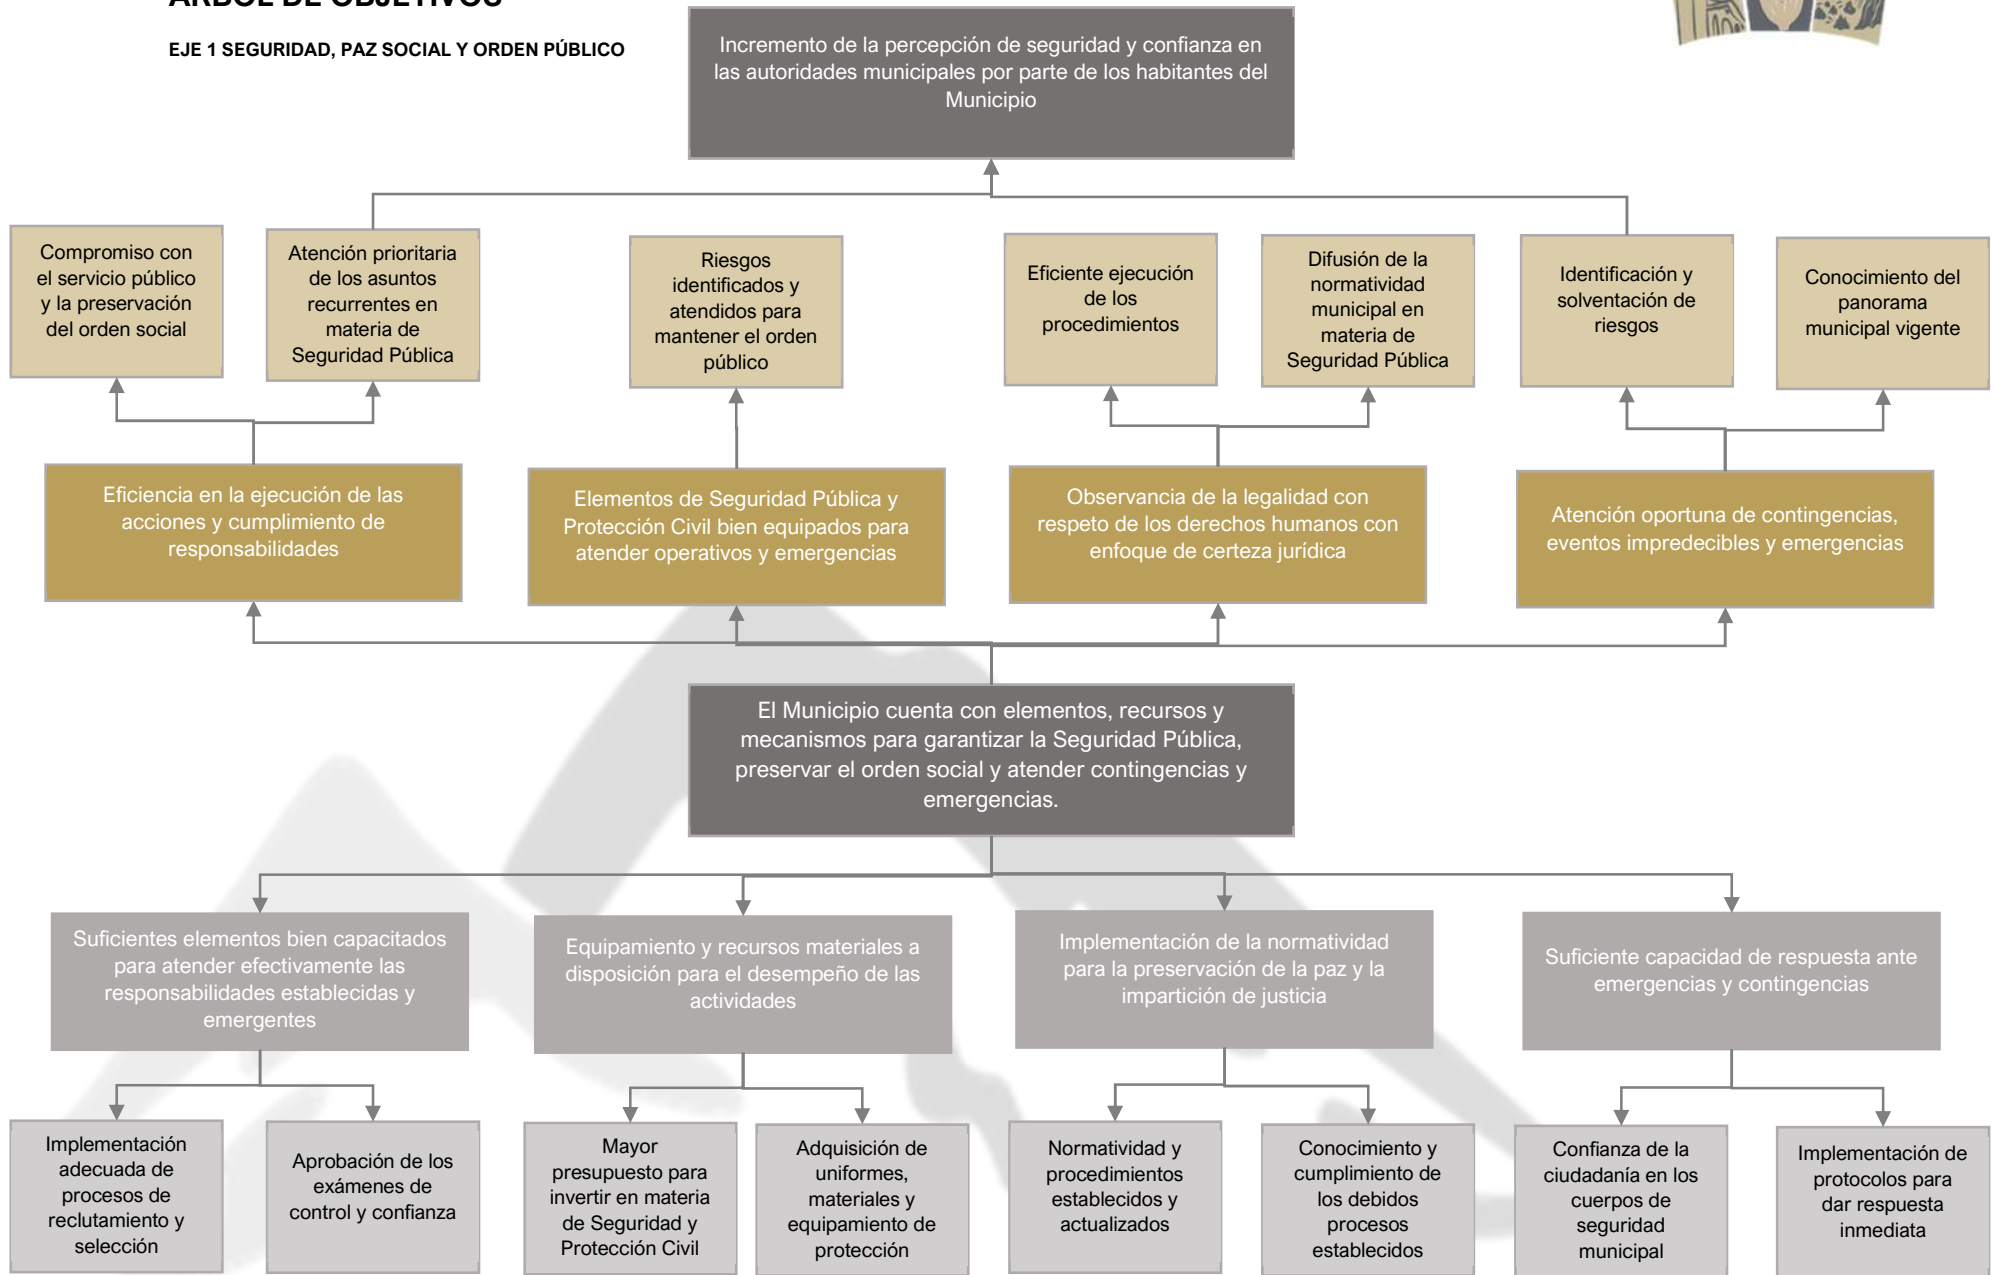 ÁRBOL DE OBJETIVOS
EJE 1 SEGURIDAD, PAZ SOCIAL Y ORDEN PÚBLICO
Incremento de la percepción de seguridad y confianza en
las autoridades municipales por parte de los habitantes del
Municipio
Compromiso con
el servicio público
y la preservación
del orden social
Atención prioritaria
de los asuntos
recurrentes en
materia de
Seguridad Pública
Riesgos
identificados y
atendidos para
mantener el orden
público
Eficiente ejecución
de los
procedimientos
Difusión de la
normatividad
municipal en
materia de
Seguridad Pública
Identificación y
solventación de
riesgos
Conocimiento del
panorama
municipal vigente
Eficiencia en la ejecución de las
acciones y cumplimiento de
responsabilidades
Elementos de Seguridad Pública y
Protección Civil bien equipados para
atender operativos y emergencias
Observancia de la legalidad con
respeto de los derechos humanos con
enfoque de certeza jurídica
Atención oportuna de contingencias,
eventos impredecibles y emergencias
El Municipio cuenta con elementos, recursos y
mecanismos para garantizar la Seguridad Pública,
preservar el orden social y atender contingencias y
emergencias.
Suficientes elementos bien capacitados
para atender efectivamente las
responsabilidades establecidas y
emergentes
Equipamiento y recursos materiales a
disposición para el desempeño de las
actividades
Implementación de la normatividad
para la preservación de la paz y la
impartición de justicia
Suficiente capacidad de respuesta ante
emergencias y contingencias
Implementación
adecuada de
procesos de
reclutamiento y
selección
Aprobación de los
exámenes de
control y confianza
Mayor
presupuesto para
invertir en materia
de Seguridad y
Protección Civil
Adquisición de
uniformes,
materiales y
equipamiento de
protección
Normatividad y
procedimientos
establecidos y
actualizados
Conocimiento y
cumplimiento de
los debidos
procesos
establecidos
Confianza de la
ciudadanía en los
cuerpos de
seguridad
municipal
Implementación de
protocolos para
dar respuesta
inmediata